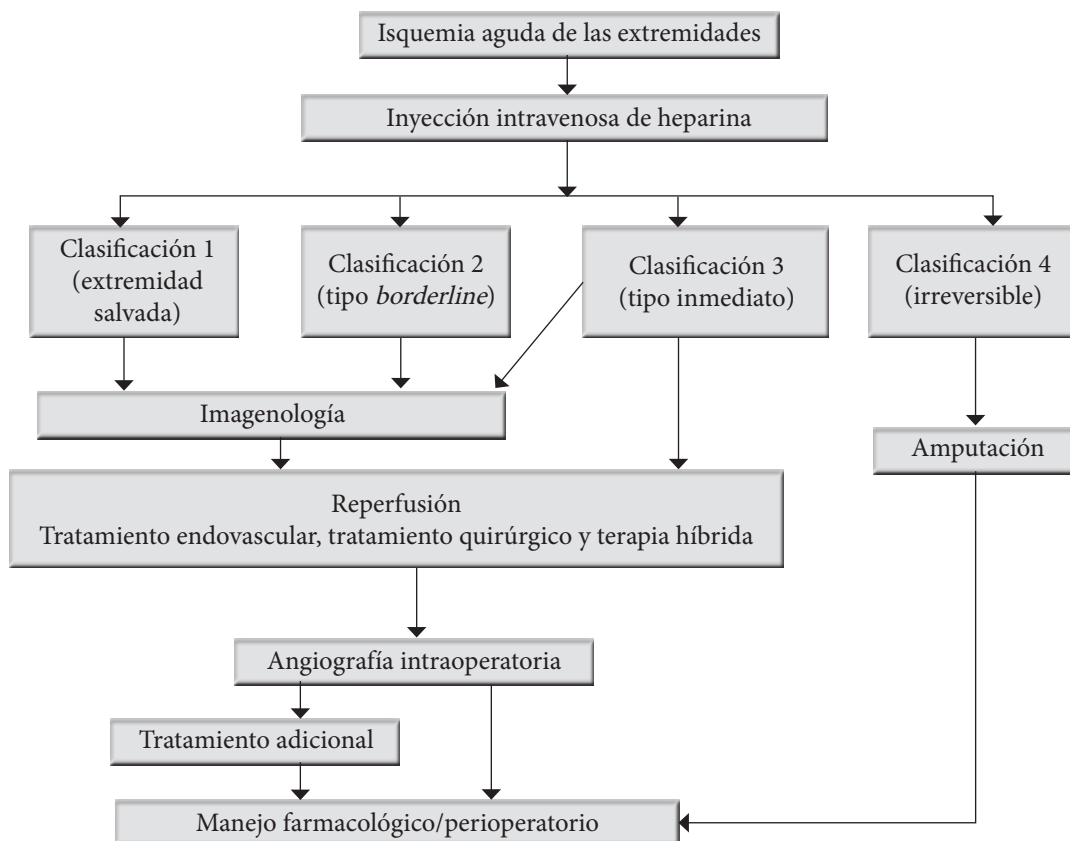 Isquemia aguda de las extremidades
Inyección intravenosa de heparina
Clasificación 1
(extremidad
salvada)
Clasificación 2
(tipo borderline)
Clasificación 3
(tipo inmediato)
Clasificación 4
(irreversible)
Imagenología
Amputación
Reperfusión
Tratamiento endovascular, tratamiento quirúrgico y terapia híbrida
Angiografía intraoperatoria
Tratamiento adicional
Manejo farmacológico/perioperatorio